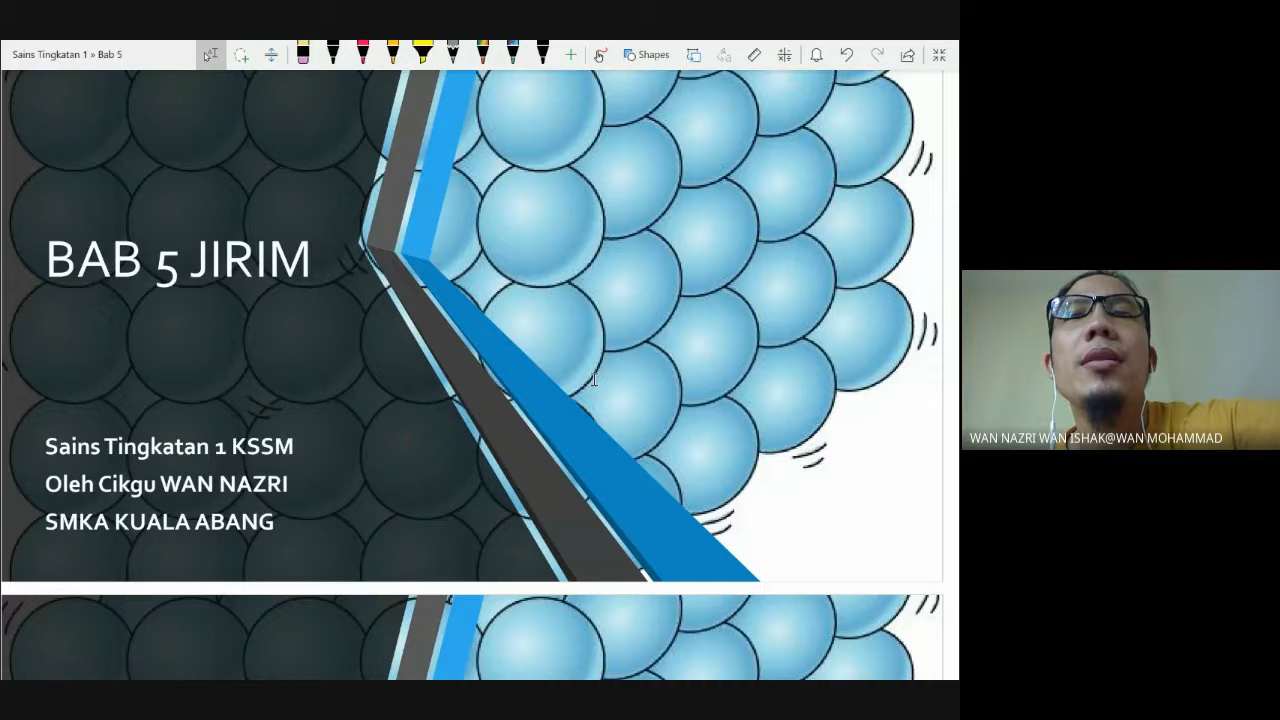 Sains Tingkatan 1 » Bab 5
Shapes
BAB 5 JIRIM
Sains Tingkatan 1 KSSM
Oleh Cikgu WAN NAZRI
SMKA KUALA ABANG
WAN NAZRI WAN ISHAK@WAN MOHAMMAD